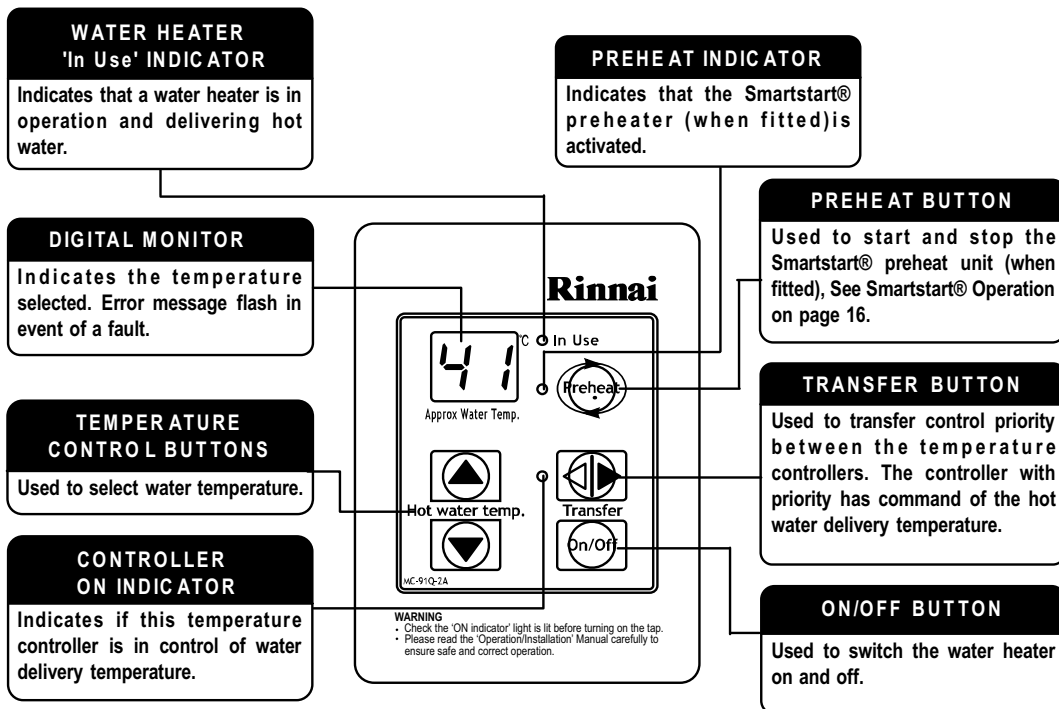 WATER HEATER
'In Use' INDICATOR
Indicates that a water heater is in
operation and delivering hot
water.
PREHEAT INDICATOR
Indicates that the Smartstart®
preheater (when fitted)is
activated.
DIGITAL MONITOR
Indicates the temperature
selected. Error message flash in
event of a fault.
PREHEAT BUTTON
Used to start and stop the
Smartstart® preheat unit (when
fitted), See Smartstart® Operation
on page 16.
TEMPERATURE
CONTROL BUTTONS
Used to select water temperature.
TRANSFER BUTTON
Used to transfer control priority
between the temperature
controllers. The controller with
priority has command of the hot
water delivery temperature.
CONTROLLER
ON INDICATOR
Indicates if this temperature
controller is in control of water
delivery temperature.
ON/OFF BUTTON
Used to switch the water heater
on and off.
Rinnai
41 °C In Use
Preheat
Approx Water Temp.
Hot water temp. Transfer
On/Off
MC-91Q-2A
WARNING
• Check the 'ON indicator' light is lit before turning on the tap.
• Please read the 'Operation/Installation' Manual carefully to
ensure safe and correct operation.